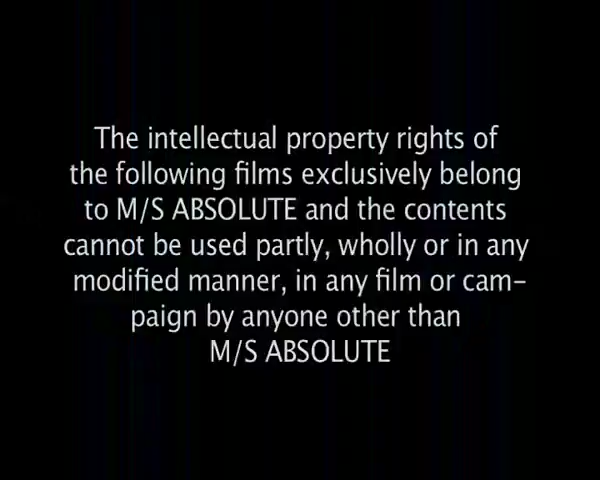 The intellectual property rights of
the following films exclusively belong
to M/S ABSOLUTE and the contents
cannot be used partly, wholly or in any
modified manner, in any film or cam-
paign by anyone other than
M/S ABSOLUTE